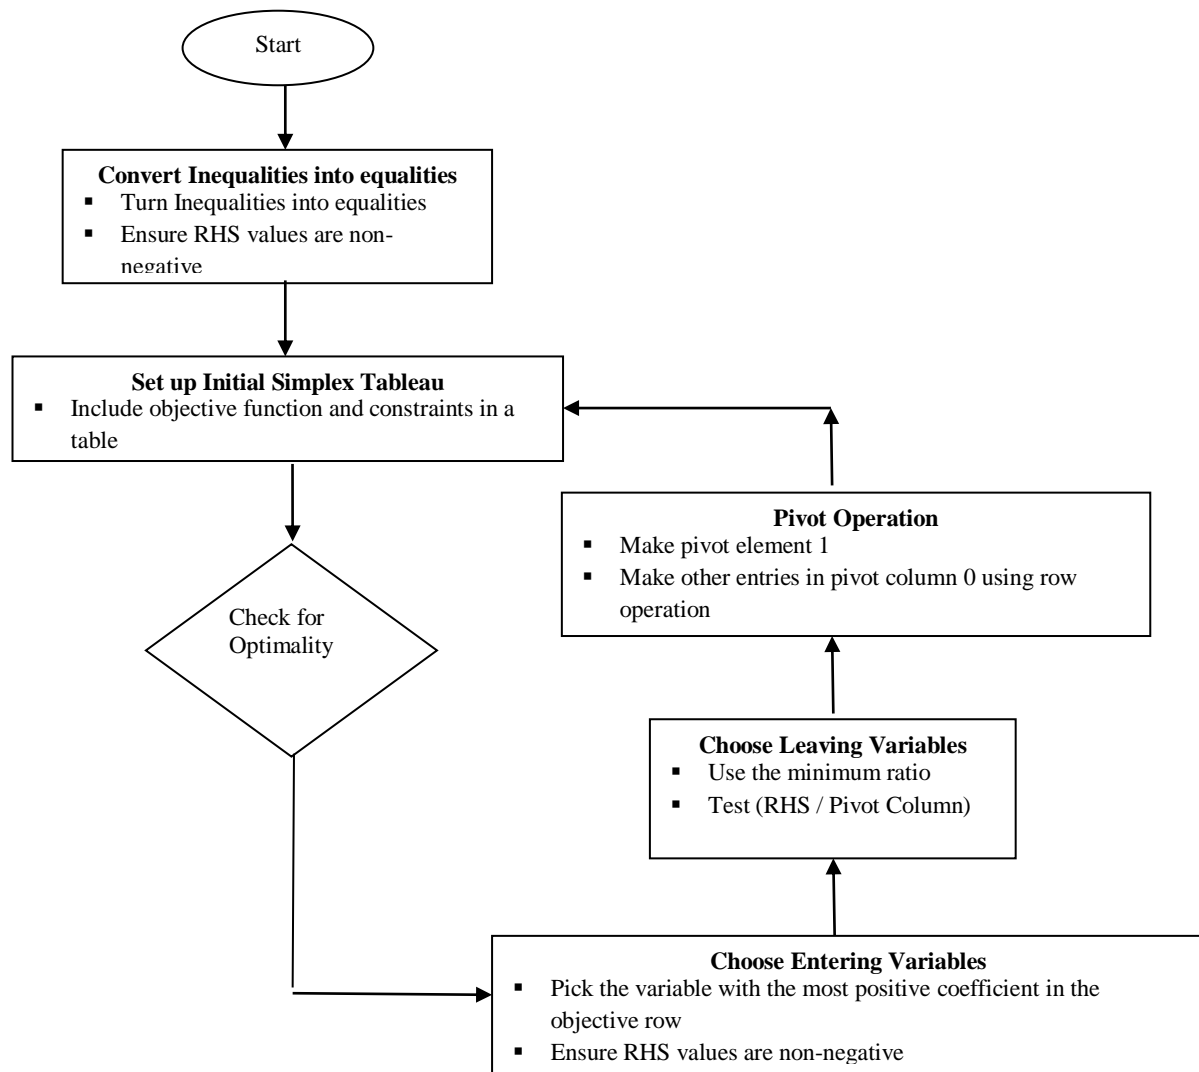 Start
Convert Inequalities into equalities
▪ Turn Inequalities into equalities
▪ Ensure RHS values are non-
negative
Set up Initial Simplex Tableau
▪ Include objective function and constraints in a
table
Check for
Optimality
Choose Entering Variables
▪ Pick the variable with the most positive coefficient in the
objective row
▪ Ensure RHS values are non-negative
Choose Leaving Variables
▪ Use the minimum ratio
▪ Test (RHS / Pivot Column)
Pivot Operation
▪ Make pivot element 1
▪ Make other entries in pivot column 0 using row
operation